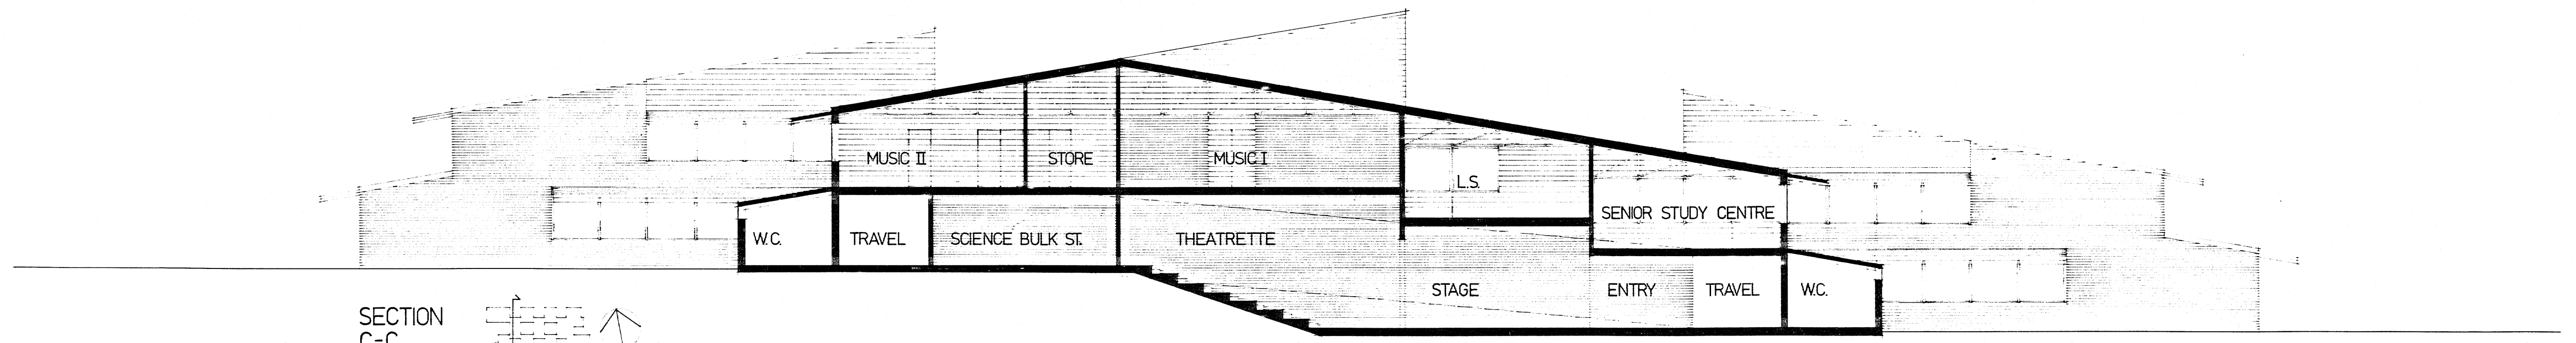 MUSIC II
STORE
MUSIC I
L.S.
SENIOR STUDY CENTRE
W.C.
TRAVEL
SCIENCE BULK ST.
THEATRETTE
STAGE
ENTRY
TRAVEL
W.C.
SECTION
C-C